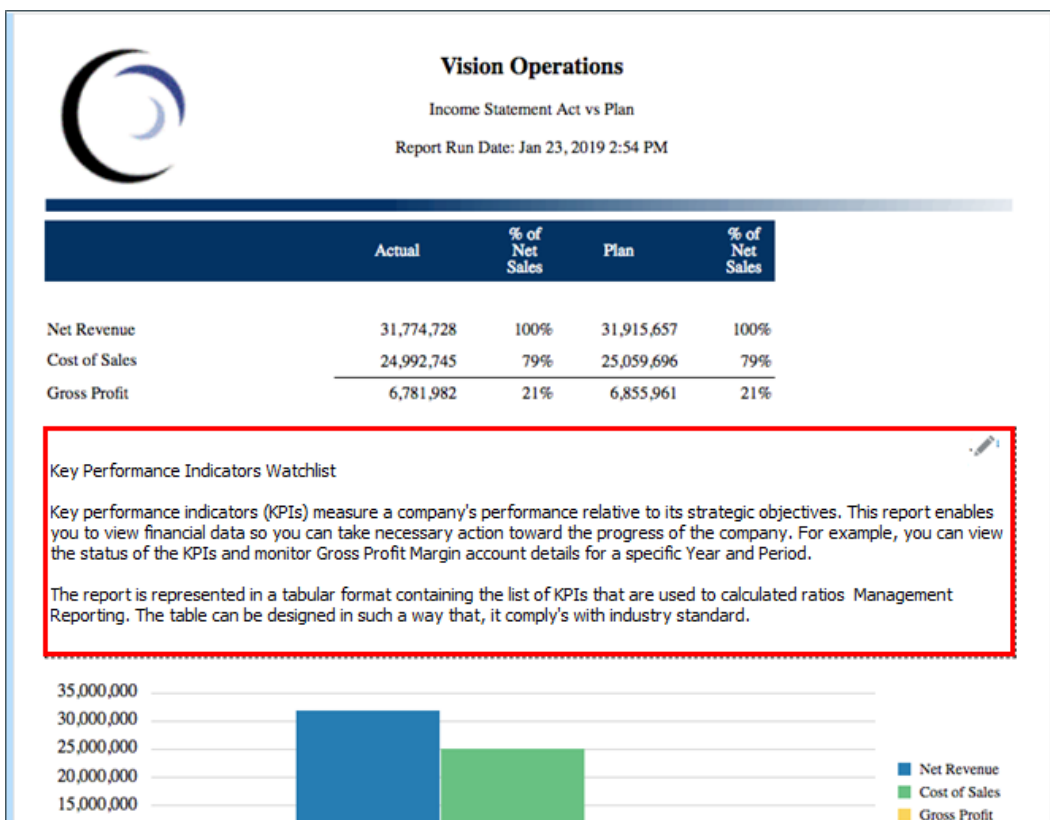 Vision Operations
Income Statement Act vs Plan
Report Run Date: Jan 23, 2019 2:54 PM
Actual % of Net Sales Plan % of Net Sales
Net Revenue 31,774,728 100% 31,915,657 100%
Cost of Sales 24,992,745 79% 25,059,696 79%
Gross Profit 6,781,982 21% 6,855,961 21%
Key Performance Indicators Watchlist
Key performance indicators (KPIs) measure a company's performance relative to its strategic objectives. This report enables
you to view financial data so you can take necessary action toward the progress of the company. For example, you can view
the status of the KPIs and monitor Gross Profit Margin account details for a specific Year and Period.
The report is represented in a tabular format containing the list of KPIs that are used to calculated ratios Management
Reporting. The table can be designed in such a way that, it comply's with industry standard.
35,000,000
30,000,000
25,000,000
20,000,000
15,000,000
Net Revenue
Cost of Sales
Gross Profit